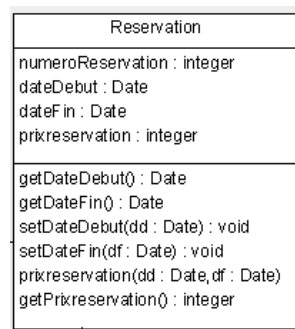 Reservation
numeroReservation : integer
dateDebut : Date
dateFin : Date
prixreservation : integer
getDateDebut() : Date
getDateFin() : Date
setDateDebut(dd : Date) : void
setDateFin(df : Date) : void
prixreservation(dd : Date,df : Date)
getPrixreservation() : integer